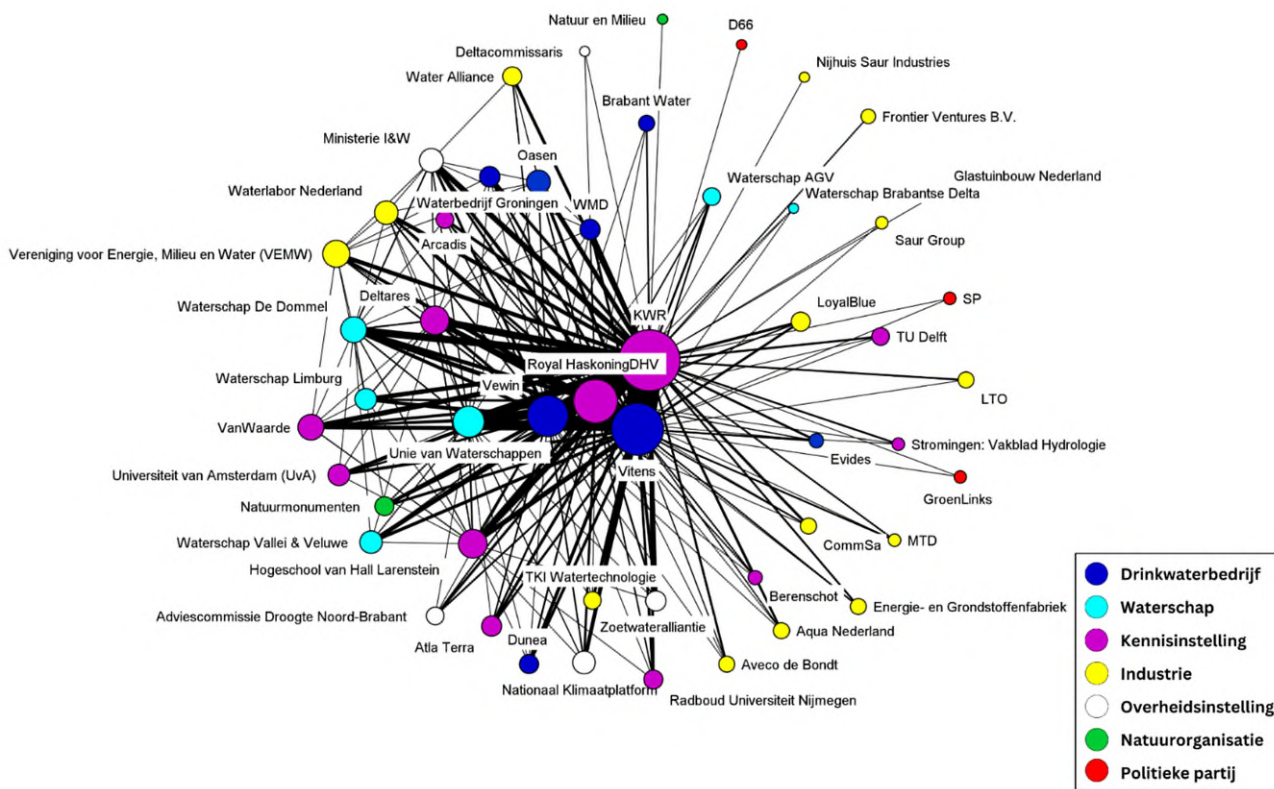 Natuur en Milieu
D66
Deltacommissaris
Nijhuis Saur Industries
Water Alliance
Brabant Water
Frontier Ventures B.V.
Ministerie I&W
Oasen
Waterschap AGV
Glastuinbouw Nederland
Waterlabor Nederland
Waterbedrijf Groningen
WMD
Waterschap Brabantse Delta
Arcadis
Saur Group
Vereniging voor Energie, Milieu en Water (VEMW)
Deltares
SP
Waterschap De Dommel
KWR
LoyalBlue
TU Delft
Royal HaskoningDHV
Waterschap Limburg
Vewin
LTO
VanWaarde
Unie van Waterschappen
Evides
Stromingen: Vakblad Hydrologie
Universiteit van Amsterdam (UvA)
Vitens
GroenLinks
Natuurmonumenten
Waterschap Vallei & Veluwe
CommSa
MTD
Hogeschool van Hall Larenstein
TKI Watertechnologie
Berenschot
Energie- en Grondstoffenfabriek
Adviescommissie Droogte Noord-Brabant
Zoetwateralliantie
Aqua Nederland
Atla Terra
Dunea
Aveco de Bondt
Nationaal Klimaatplatform
Radboud Universiteit Nijmegen
Drinkwaterbedrijf
Waterschap
Kennisinstelling
Industrie
Overheidsinstelling
Natuurorganisatie
Politieke partij